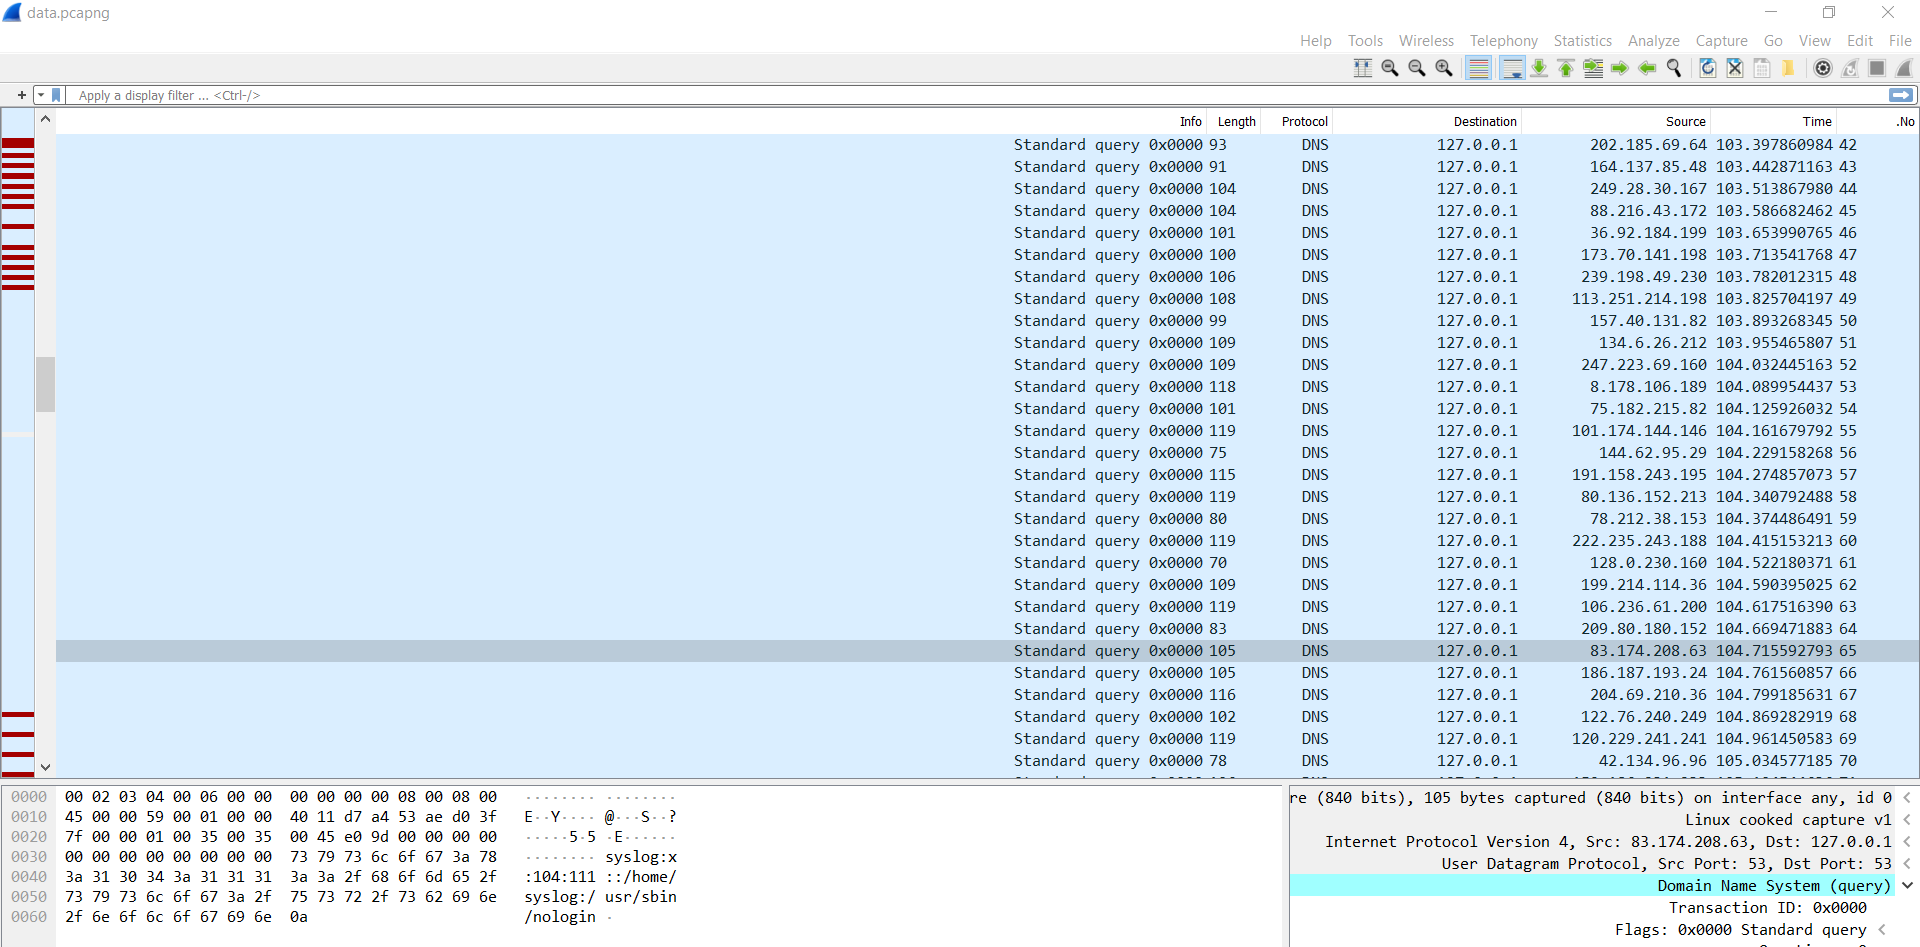 data.pcapng
Help Tools Wireless Telephony Statistics Analyze Capture Go View Edit File
+ Apply a display filter ... <Ctrl-/>
Info Length Protocol Destination Source Time .No
Standard query 0x0000 93 DNS 127.0.0.1 202.185.69.64 103.397860984 42
Standard query 0x0000 91 DNS 127.0.0.1 164.137.85.48 103.442871163 43
Standard query 0x0000 104 DNS 127.0.0.1 249.28.30.167 103.513867980 44
Standard query 0x0000 104 DNS 127.0.0.1 88.216.43.172 103.586682462 45
Standard query 0x0000 101 DNS 127.0.0.1 36.92.184.199 103.653990765 46
Standard query 0x0000 100 DNS 127.0.0.1 173.70.141.198 103.713541768 47
Standard query 0x0000 106 DNS 127.0.0.1 239.198.49.230 103.782012315 48
Standard query 0x0000 108 DNS 127.0.0.1 113.251.214.198 103.825704197 49
Standard query 0x0000 99 DNS 127.0.0.1 157.40.131.82 103.893268345 50
Standard query 0x0000 109 DNS 127.0.0.1 134.6.26.212 103.955465807 51
Standard query 0x0000 109 DNS 127.0.0.1 247.223.69.160 104.032445163 52
Standard query 0x0000 118 DNS 127.0.0.1 8.178.106.189 104.089954437 53
Standard query 0x0000 101 DNS 127.0.0.1 75.182.215.82 104.125926032 54
Standard query 0x0000 119 DNS 127.0.0.1 101.174.144.146 104.161679792 55
Standard query 0x0000 75 DNS 127.0.0.1 144.62.95.29 104.229158268 56
Standard query 0x0000 115 DNS 127.0.0.1 191.158.243.195 104.274857073 57
Standard query 0x0000 119 DNS 127.0.0.1 80.136.152.213 104.340792488 58
Standard query 0x0000 80 DNS 127.0.0.1 78.212.38.153 104.374486491 59
Standard query 0x0000 119 DNS 127.0.0.1 222.235.243.188 104.415153213 60
Standard query 0x0000 70 DNS 127.0.0.1 128.0.230.160 104.522180371 61
Standard query 0x0000 109 DNS 127.0.0.1 199.214.114.36 104.590395025 62
Standard query 0x0000 119 DNS 127.0.0.1 106.236.61.200 104.617516390 63
Standard query 0x0000 83 DNS 127.0.0.1 209.80.180.152 104.669471883 64
Standard query 0x0000 105 DNS 127.0.0.1 83.174.208.63 104.715592793 65
Standard query 0x0000 105 DNS 127.0.0.1 186.187.193.24 104.761560857 66
Standard query 0x0000 116 DNS 127.0.0.1 204.69.210.36 104.799185631 67
Standard query 0x0000 102 DNS 127.0.0.1 122.76.240.249 104.869282919 68
Standard query 0x0000 119 DNS 127.0.0.1 120.229.241.241 104.961450583 69
Standard query 0x0000 78 DNS 127.0.0.1 42.134.96.96 105.034577185 70
0000 00 02 03 04 00 06 00 00 00 00 00 00 08 00 08 00 ········ ········
0010 45 00 00 59 00 01 00 00 40 11 d7 a4 53 ae d0 3f E··Y···· @···S··?
0020 7f 00 00 01 00 35 00 35 00 45 e0 9d 00 00 00 00 ·····5·5 ·E······
0030 00 00 00 00 00 00 00 00 73 79 73 6c 6f 67 3a 78 ········ syslog:x
0040 3a 31 30 34 3a 31 31 31 3a 3a 2f 68 6f 6d 65 2f :104:111 ::/home/
0050 73 79 73 6c 6f 67 3a 2f 75 73 72 2f 73 62 69 6e syslog:/ usr/sbin
0060 2f 6e 6f 6c 6f 67 69 6e 0a /nologin ·
re (840 bits), 105 bytes captured (840 bits) on interface any, id 0
Linux cooked capture v1
Internet Protocol Version 4, Src: 83.174.208.63, Dst: 127.0.0.1
User Datagram Protocol, Src Port: 53, Dst Port: 53
Domain Name System (query)
Transaction ID: 0x0000
Flags: 0x0000 Standard query